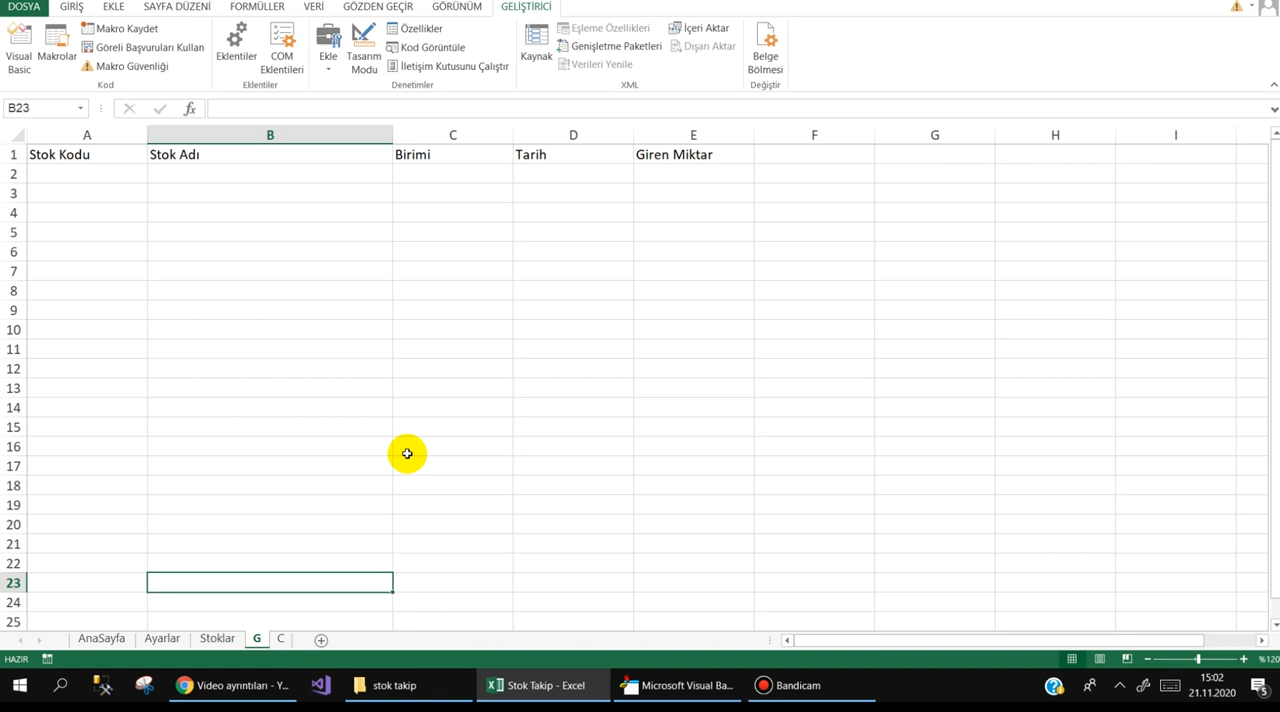 DOSYA GİRİŞ EKLE SAYFA DÜZENİ FORMÜLLER VERİ GÖZDEN GEÇİR GÖRÜNÜM GELİŞTİRİCİ
Visual Basic
Makrolar
Makro Kaydet
Göreli Başvuruları Kullan
Makro Güvenliği
Kod
Eklentiler
COM Eklentileri
Eklentiler
Ekle
Tasarım Modu
Özellikler
Kod Görüntüle
İletişim Kutusunu Çalıştır
Denetimler
Kaynak
Eşleme Özellikleri
Genişletme Paketleri
Verileri Yenile
İçeri Aktar
Dışarı Aktar
XML
Belge Bölmesi
Değiştir
B23 fx
A B C D E F G H I
1 Stok Kodu Stok Adı Birimi Tarih Giren Miktar
2
3
4
5
6
7
8
9
10
11
12
13
14
15
16
17
18
19
20
21
22
23
24
25
AnaSayfa Ayarlar Stoklar G C
HAZIR %120
Video ayrıntıları - Y... stok takip Stok Takip - Excel Microsoft Visual Ba... Bandicam 15:02
21.11.2020 5